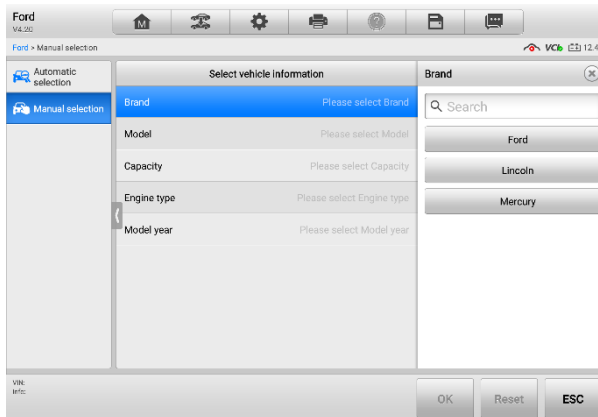 Ford
V4.20
M
Ford > Manual selection
VCI
12.4
Automatic
selection
Manual selection
Select vehicle information
Brand
Please select Brand
Model
Please select Model
Capacity
Please select Capacity
Engine type
Please select Engine type
Model year
Please select Model year
Brand
Search
Ford
Lincoln
Mercury
VIN:
Info:
OK
Reset
ESC